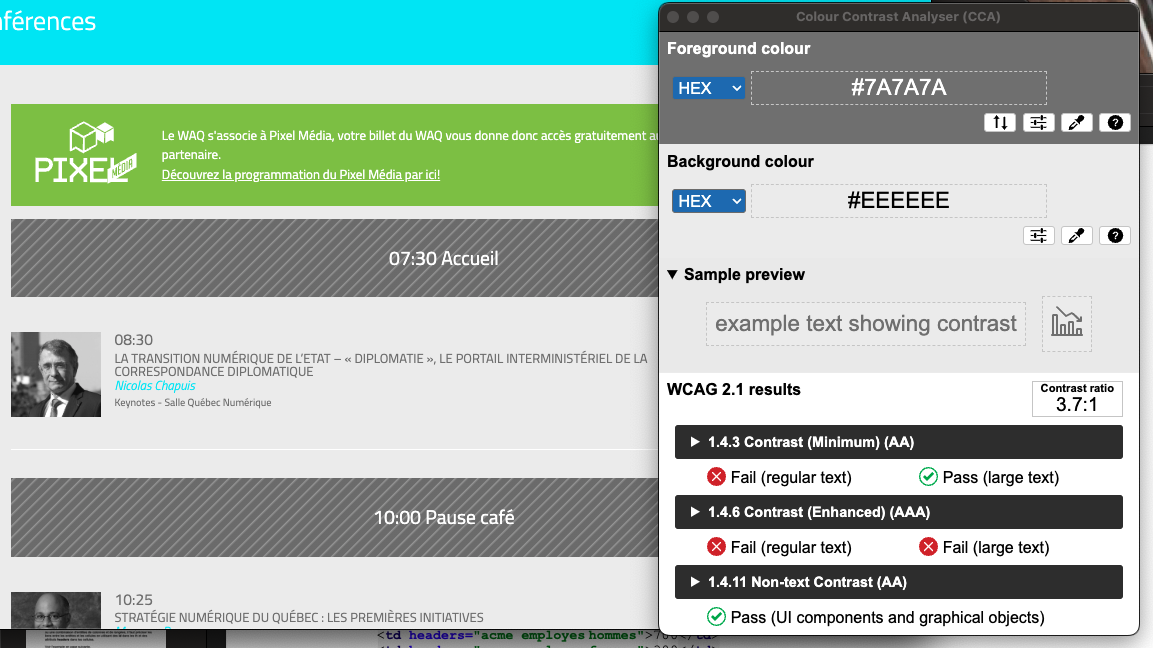 férences
PIXEL
MÉDIA
Le WAQ s'associe à Pixel Média, votre billet du WAQ vous donne donc accès gratuitement
partenaire.
Découvrez la programmation du Pixel Média par ici!
07:30 Accueil
08:30
LA TRANSITION NUMÉRIQUE DE L'ETAT – « DIPLOMATIE », LE PORTAIL INTERMINISTÉRIEL DE LA
CORRESPONDANCE DIPLOMATIQUE
Nicolas Chapuis
Keynotes - Salle Québec Numérique
10:00 Pause café
10:25
STRATÉGIE NUMÉRIQUE DU QUÉBEC : LES PREMIÈRES INITIATIVES
<td headers="acme employes hommes">700</td>
Colour Contrast Analyser (CCA)
Foreground colour
HEX
#7A7A7A
Background colour
HEX
#EEEEEE
▼ Sample preview
example text showing contrast
WCAG 2.1 results
Contrast ratio
3.7:1
1.4.3 Contrast (Minimum) (AA)
Fail (regular text)
Pass (large text)
1.4.6 Contrast (Enhanced) (AAA)
Fail (regular text)
Fail (large text)
1.4.11 Non-text Contrast (AA)
Pass (UI components and graphical objects)